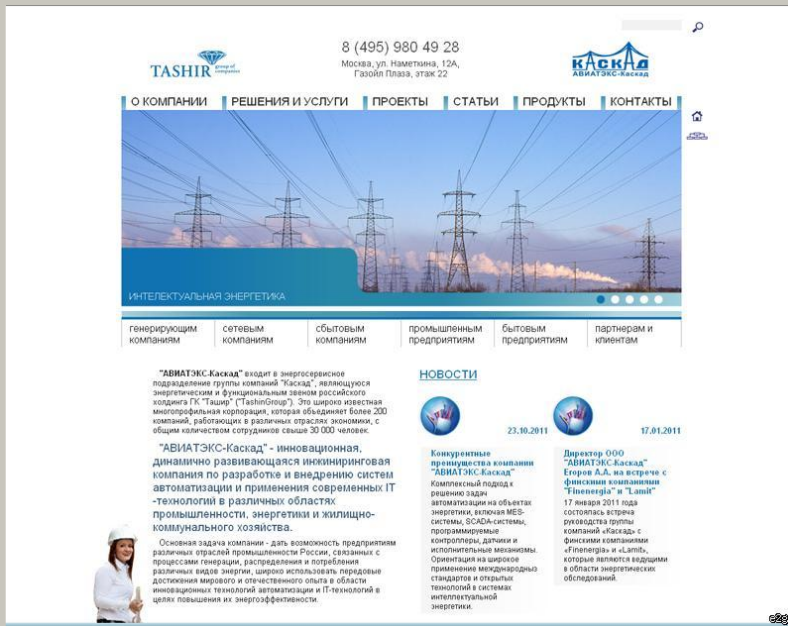 TASHIR group of companies
8 (495) 980 49 28
Москва, ул. Наметкина, 12А,
Газойл Плаза, этаж 22
КАСКАД
АВИАТЭКС-Каскад
О КОМПАНИИ
РЕШЕНИЯ И УСЛУГИ
ПРОЕКТЫ
СТАТЬИ
ПРОДУКТЫ
КОНТАКТЫ
ИНТЕЛЕКТУАЛЬНАЯ ЭНЕРГЕТИКА
генерирующим
компаниям
сетевым
компаниям
сбытовым
компаниям
промышленным
предприятиям
бытовым
предприятиям
партнерам и
клиентам
"АВИАТЭКС-Каскад" входит в энергосервисное
подразделение группы компаний "Каскад", являющуюся
энергетическим и функциональным звеном российского
холдинга ГК "Ташир" ("TashinGroup"). Это широко известная
многопрофильная корпорация, которая объединяет более 200
компаний, работающих в различных отраслях экономики, с
общим количеством сотрудников свыше 30 000 человек.
"АВИАТЭКС-Каскад" - инновационная,
динамично развивающаяся инжиниринговая
компания по разработке и внедрению систем
автоматизации и применения современных IT
-технологий в различных областях
промышленности, энергетики и жилищно-
коммунального хозяйства.
Основная задача компании - дать возможность предприятиям
различных отраслей промышленности России, связанных с
процессами генерации, распределения и потребления
различных видов энергии, широко использовать передовые
достижения мирового и отечественного опыта в области
инновационных технологий автоматизации и IT-технологий в
целях повышения их энергоэффективности.
НОВОСТИ
23.10.2011
Конкурентные
преимущества компании
"АВИАТЭКС-Каскад"
Комплексный подход к
решению задач
автоматизации на объектах
энергетики, включая MES-
системы, SCADA-системы,
программируемые
контроллеры, датчики и
исполнительные механизмы.
Ориентация на широкое
применение международных
стандартов и открытых
технологий в системах
интеллектуальной
энергетики.
17.01.2011
Директор ООО
"АВИАТЭКС-Каскад"
Егоров А.А. на встрече с
финскими компаниями
"Finenergia" и "Lamit"
17 января 2011 года
состоялась встреча
руководства группы
компаний «Каскад» с
финскими компаниями
«Finenergia» и «Lamit»,
которые являются ведущими
в области энергетических
обследований.